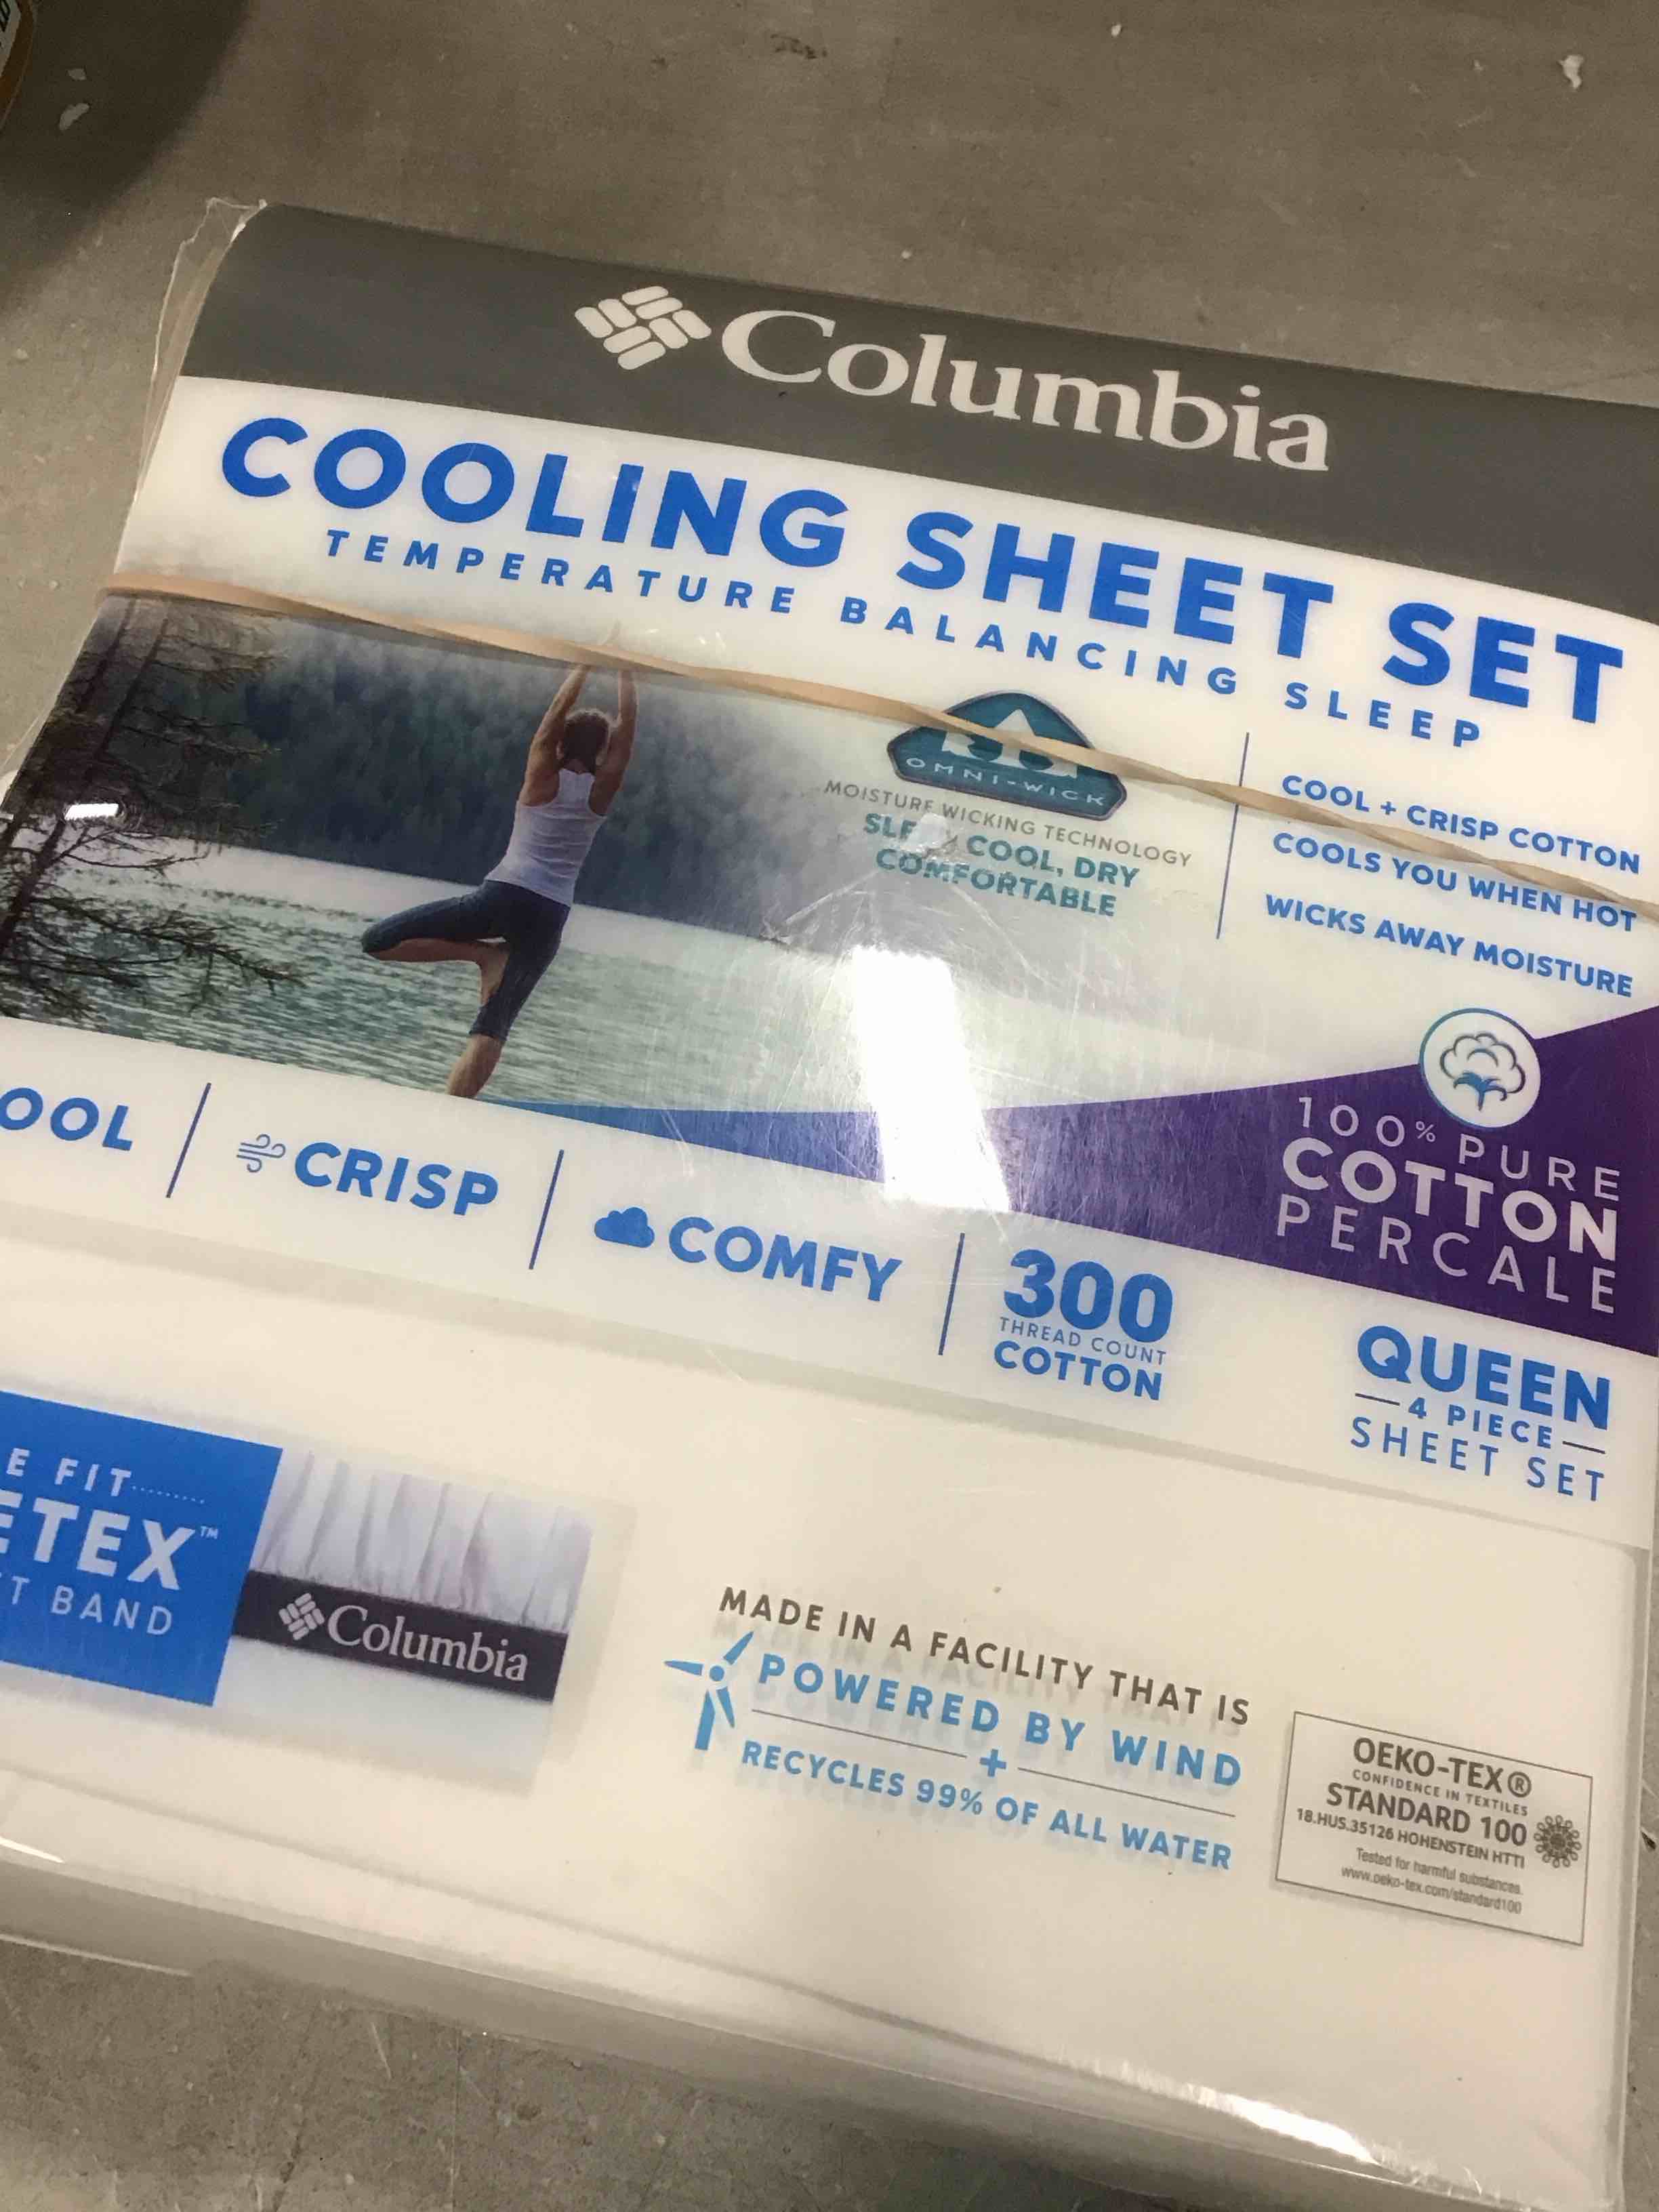 Columbia
COOLING SHEET SET
TEMPERATURE BALANCING SLEEP
OMNI-WICK
MOISTURE WICKING TECHNOLOGY
COOL, DRY
COMFORTABLE
COOL + CRISP COTTON
COOLS YOU WHEN HOT
WICKS AWAY MOISTURE
100% PURE
COTTON
PERCALE
OOL
CRISP
COMFY
300
THREAD COUNT
COTTON
QUEEN
4 PIECE
SHEET SET
E FIT
ETEX™
T BAND
Columbia
MADE IN A FACILITY THAT IS
POWERED BY WIND
+
RECYCLES 99% OF ALL WATER
OEKO-TEX®
CONFIDENCE IN TEXTILES
STANDARD 100
18.HUS.35126 HOHENSTEIN HTTI
Tested for harmful substances.
www.oeko-tex.com/standard100